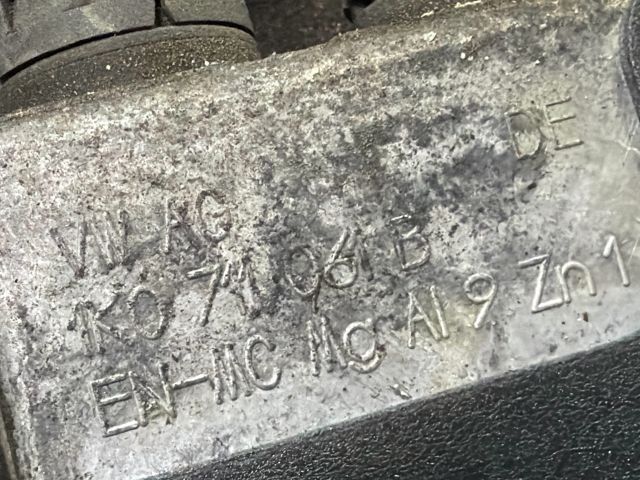 DE
VW AG
1K0 711 061 B
EN-MC Mg Al 9 Zn 1